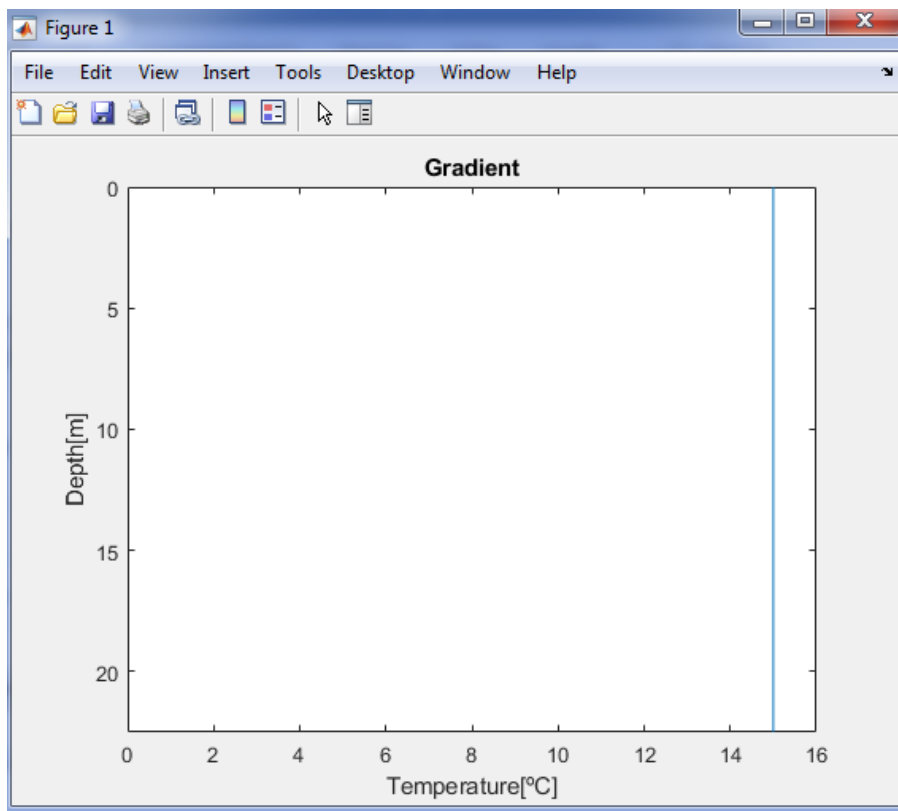 Figure 1
File Edit View Insert Tools Desktop Window Help
Gradient
0
5
10
15
20
Depth[m]
0 2 4 6 8 10 12 14 16
Temperature[ºC]